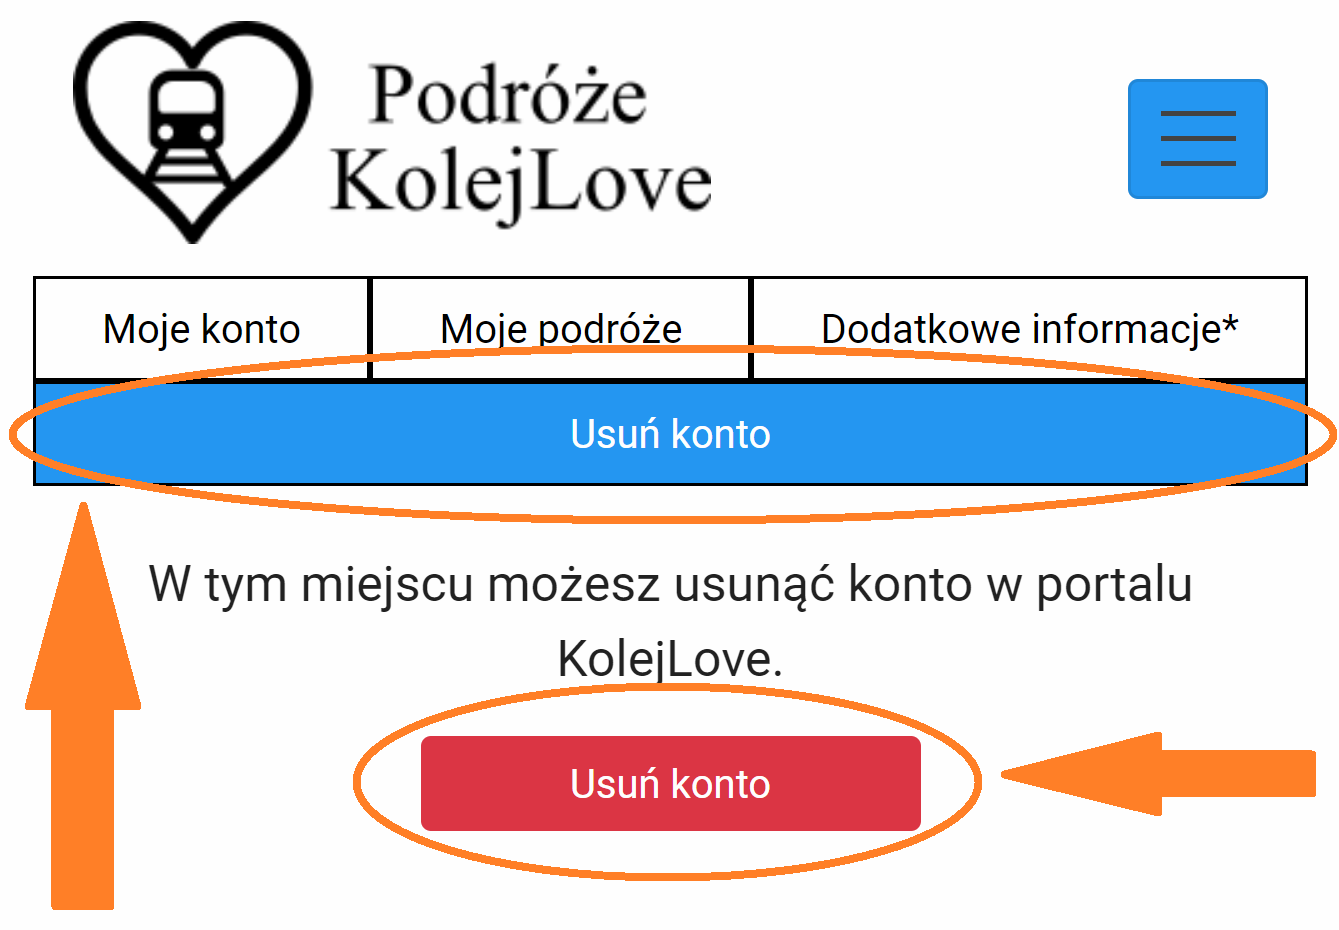 Podróże
KolejLove
Moje konto Moje podróże Dodatkowe informacje*
Usuń konto
W tym miejscu możesz usunąć konto w portalu
KolejLove.
Usuń konto